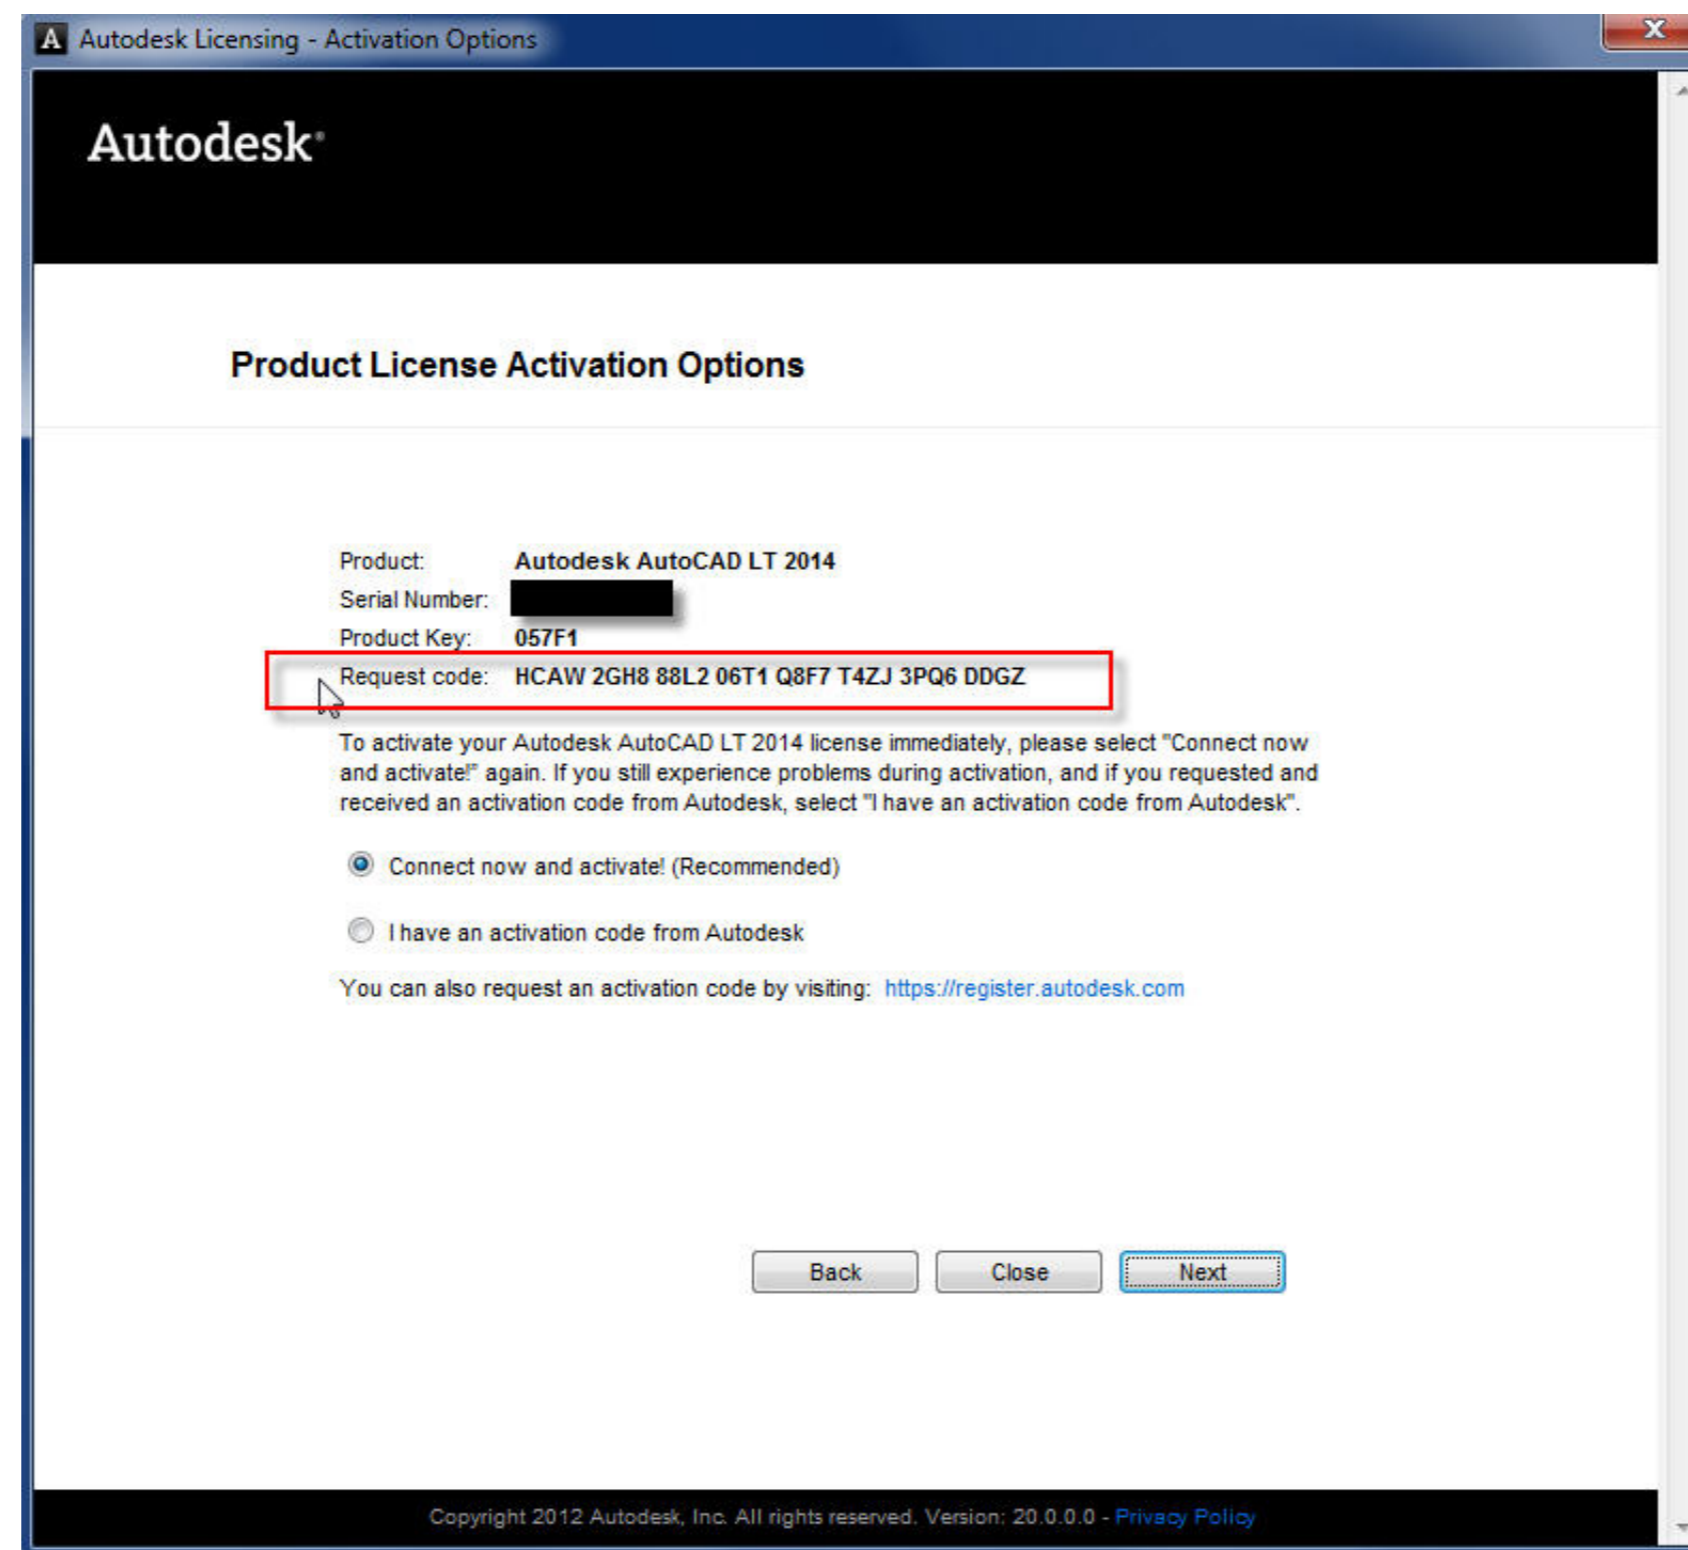 A Autodesk Licensing - Activation Options
X
Autodesk®
Product License Activation Options
Product: Autodesk AutoCAD LT 2014
Serial Number:
Product Key: 057F1
Request code: HCAW 2GH8 88L2 06T1 Q8F7 T4ZJ 3PQ6 DDGZ
To activate your Autodesk AutoCAD LT 2014 license immediately, please select "Connect now
and activate!" again. If you still experience problems during activation, and if you requested and
received an activation code from Autodesk, select "I have an activation code from Autodesk".
Connect now and activate! (Recommended)
I have an activation code from Autodesk
You can also request an activation code by visiting: https://register.autodesk.com
Back Close Next
Copyright 2012 Autodesk, Inc. All rights reserved. Version: 20.0.0.0 - Privacy Policy